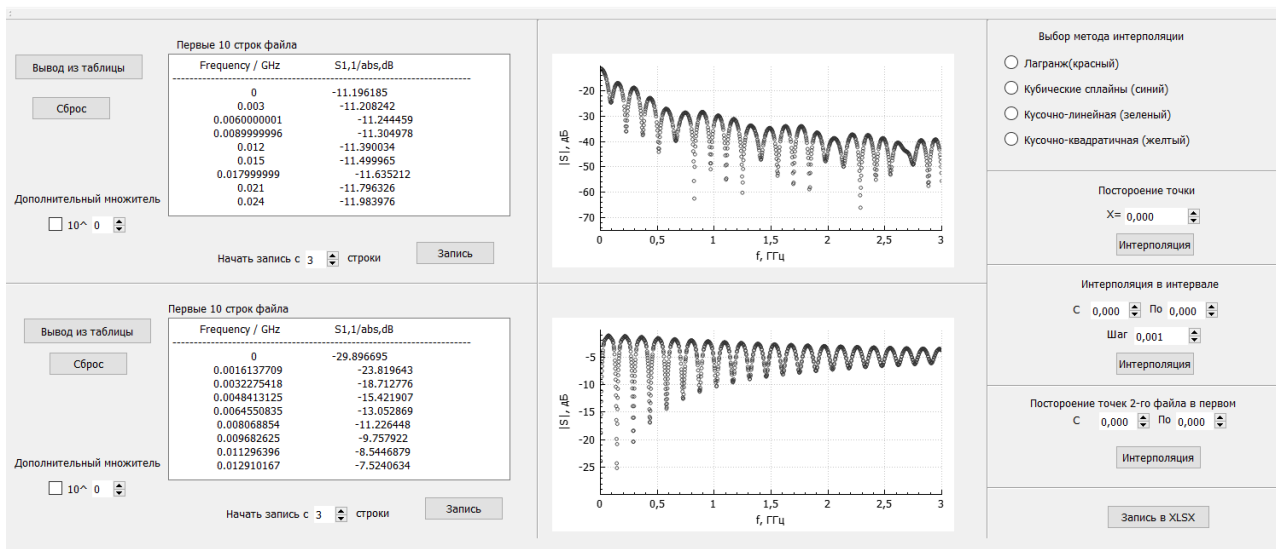 Первые 10 строк файла
Вывод из таблицы
Сброс
Frequency / GHz S1,1/abs,dB
----------------------------------------------------------------------
0 -11.196185
0.003 -11.208242
0.0060000001 -11.244459
0.0089999996 -11.304978
0.012 -11.390034
0.015 -11.499965
0.017999999 -11.635212
0.021 -11.796326
0.024 -11.983976
Дополнительный множитель
10^ 0
Начать запись с 3 строки
Запись
|S|, дБ
-20
-30
-40
-50
-60
-70
0 0,5 1 1,5 2 2,5 3
f, ГГц
Первые 10 строк файла
Вывод из таблицы
Сброс
Frequency / GHz S1,1/abs,dB
----------------------------------------------------------------------
0 -29.896695
0.0016137709 -23.819643
0.0032275418 -18.712776
0.0048413125 -15.421907
0.0064550835 -13.052869
0.008068854 -11.226448
0.009682625 -9.757922
0.011296396 -8.5446879
0.012910167 -7.5240634
Дополнительный множитель
10^ 0
Начать запись с 3 строки
Запись
|S|, дБ
-5
-10
-15
-20
-25
0 0,5 1 1,5 2 2,5 3
f, ГГц
Выбор метода интерполяции
Лагранж(красный)
Кубические сплайны (синий)
Кусочно-линейная (зеленый)
Кусочно-квадратичная (желтый)
Посторoение точки
X= 0,000
Интерполяция
Интерполяция в интервале
С 0,000 По 0,000
Шаг 0,001
Интерполяция
Постороение точек 2-го файла в первом
С 0,000 По 0,000
Интерполяция
Запись в XLSX